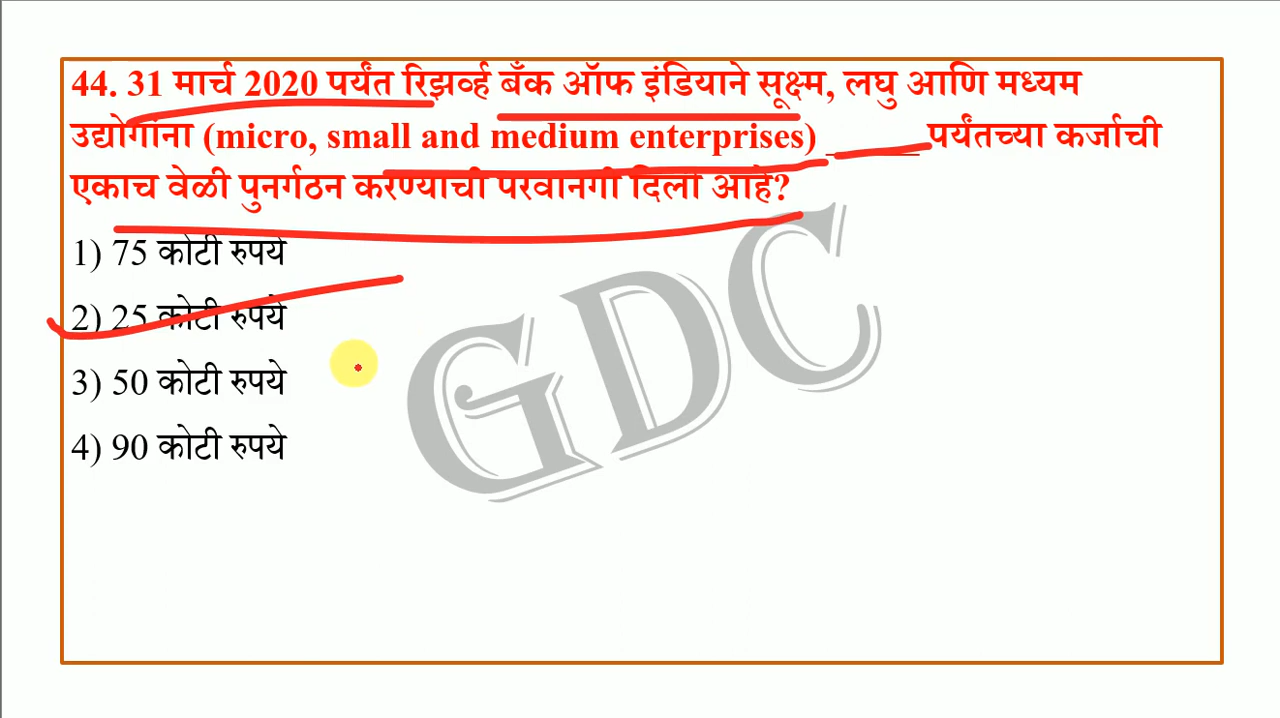 44. 31 मार्च 2020 पर्यंत रिझर्व्ह बँक ऑफ इंडियाने सूक्ष्म, लघु आणि मध्यम
उद्योगांना (micro, small and medium enterprises) ______पर्यंतच्या कर्जाची
एकाच वेळी पुनर्गठन करण्याची परवानगी दिली आहे?
1) 75 कोटी रुपये
2) 25 कोटी रुपये
3) 50 कोटी रुपये
4) 90 कोटी रुपये
GDC